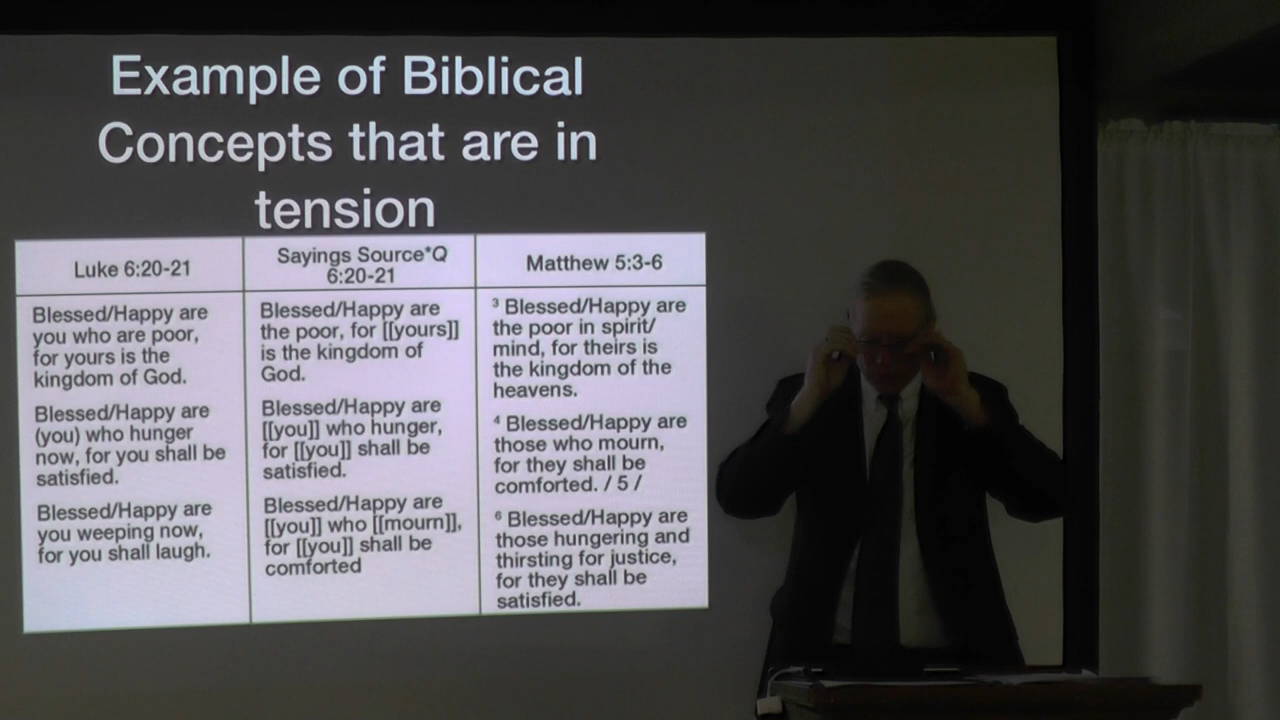 Example of Biblical
Concepts that are in
tension
Luke 6:20-21
Sayings Source*Q
6:20-21
Matthew 5:3-6
Blessed/Happy are
you who are poor,
for yours is the
kingdom of God.
Blessed/Happy are
(you) who hunger
now, for you shall be
satisfied.
Blessed/Happy are
you weeping now,
for you shall laugh.
Blessed/Happy are
the poor, for [[yours]]
is the kingdom of
God.
Blessed/Happy are
[[you]] who hunger,
for [[you]] shall be
satisfied.
Blessed/Happy are
[[you]] who [[mourn]],
for [[you]] shall be
comforted
³ Blessed/Happy are
the poor in spirit/
mind, for theirs is
the kingdom of the
heavens.
⁴ Blessed/Happy are
those who mourn,
for they shall be
comforted. / 5 /
⁶ Blessed/Happy are
those hungering and
thirsting for justice,
for they shall be
satisfied.